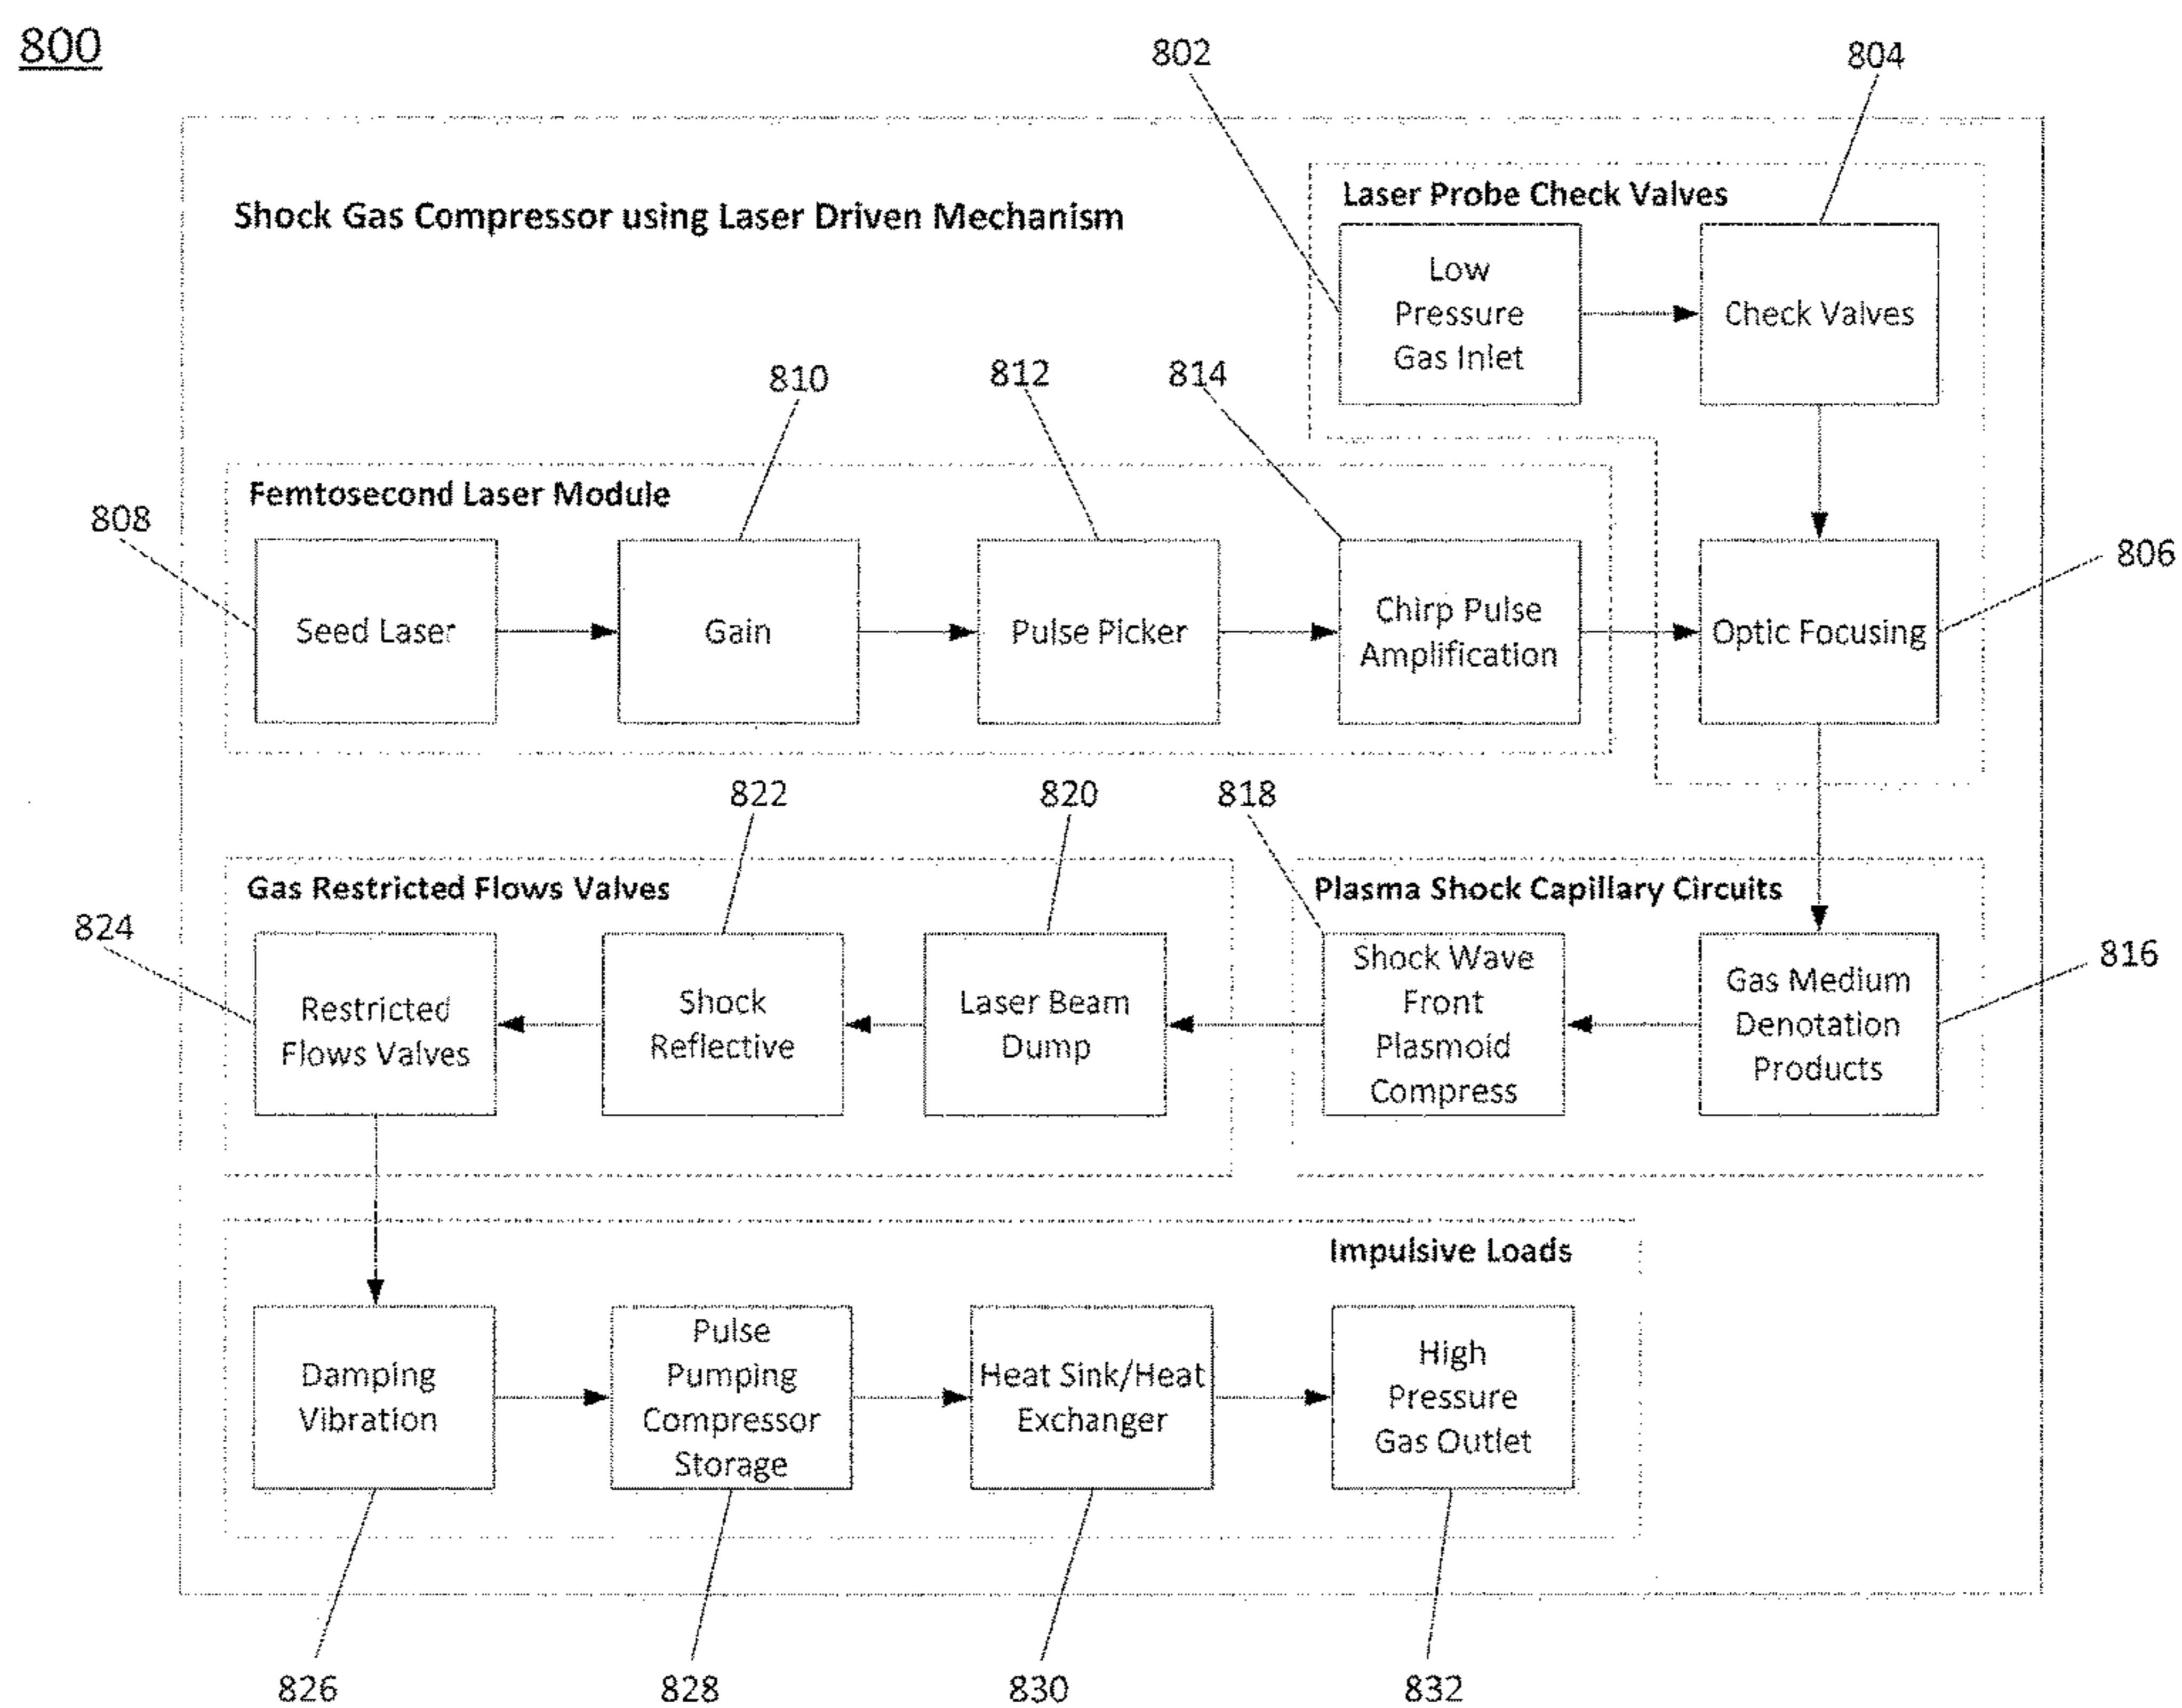 800
802
804
Shock Gas Compressor using Laser Driven Mechanism
Laser Probe Check Valves
Low
Pressure
Gas Inlet
Check Valves
810
812
814
808
Femtosecond Laser Module
Seed Laser
Gain
Pulse Picker
Chirp Pulse
Amplification
Optic Focusing
806
822
820
818
Gas Restricted Flows Valves
Plasma Shock Capillary Circuits
824
Restricted
Flows Valves
Shock
Reflective
Laser Beam
Dump
Shock Wave
Front
Plasmoid
Compress
Gas Medium
Denotation
Products
816
Impulsive Loads
Damping
Vibration
Pulse
Pumping
Compressor
Storage
Heat Sink/Heat
Exchanger
High
Pressure
Gas Outlet
826
828
830
832